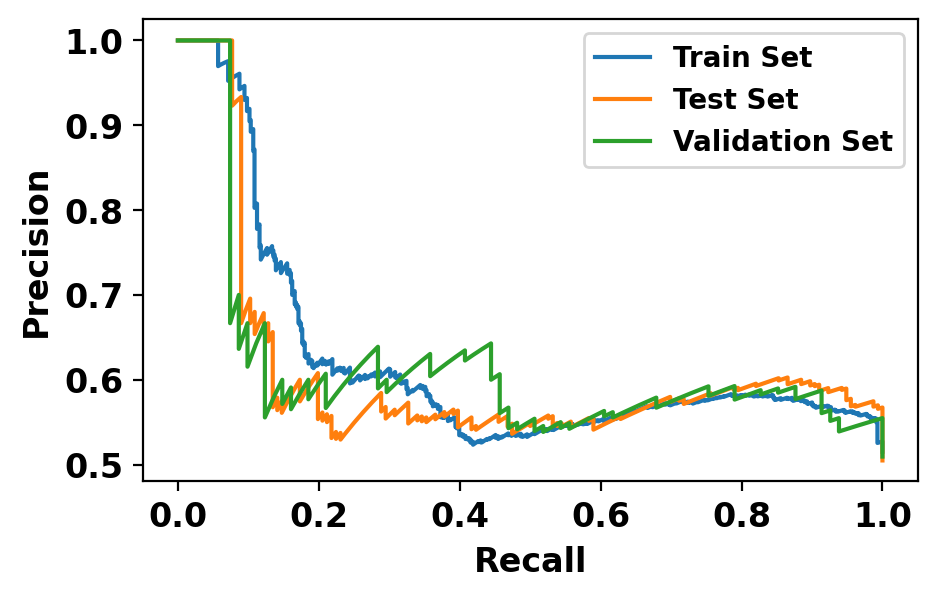 1.0
0.9
0.8
0.7
0.6
0.5
Precision
Train Set
Test Set
Validation Set
0.0 0.2 0.4 0.6 0.8 1.0
Recall